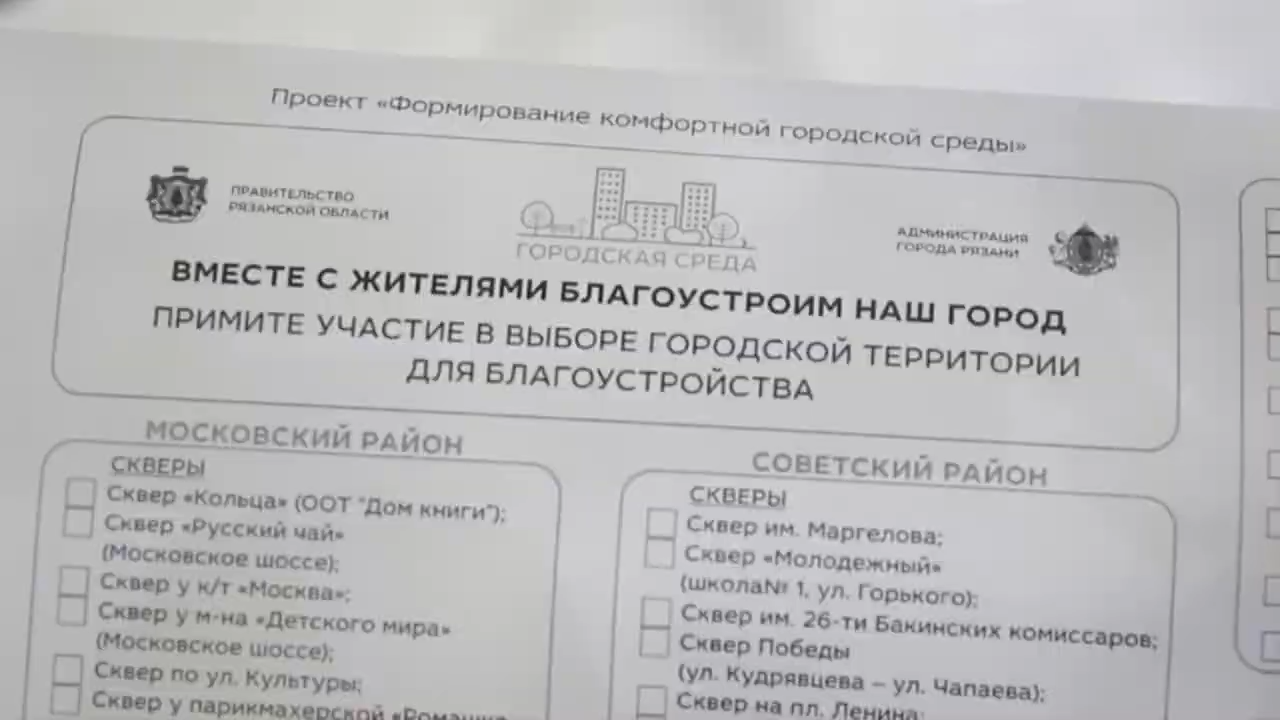 Проект «Формирование комфортной городской среды»
ПРАВИТЕЛЬСТВО
РЯЗАНСКОЙ ОБЛАСТИ
ГОРОДСКАЯ СРЕДА
АДМИНИСТРАЦИЯ
ГОРОДА РЯЗАНИ
ВМЕСТЕ С ЖИТЕЛЯМИ БЛАГОУСТРОИМ НАШ ГОРОД
ПРИМИТЕ УЧАСТИЕ В ВЫБОРЕ ГОРОДСКОЙ ТЕРРИТОРИИ
ДЛЯ БЛАГОУСТРОЙСТВА
МОСКОВСКИЙ РАЙОН
СКВЕРЫ
Сквер «Кольца» (ООТ "Дом книги");
Сквер «Русский чай»
(Московское шоссе);
Сквер у к/т «Москва»;
Сквер у м-на «Детского мира»
(Московское шоссе);
Сквер по ул. Культуры;
Сквер у парикмахерской «Ромашка
СОВЕТСКИЙ РАЙОН
СКВЕРЫ
Сквер им. Маргелова;
Сквер «Молодежный»
(школа№ 1, ул. Горького);
Сквер им. 26-ти Бакинских комиссаров;
Сквер Победы
(ул. Кудрявцева – ул. Чапаева);
Сквер на пл. Ленина;